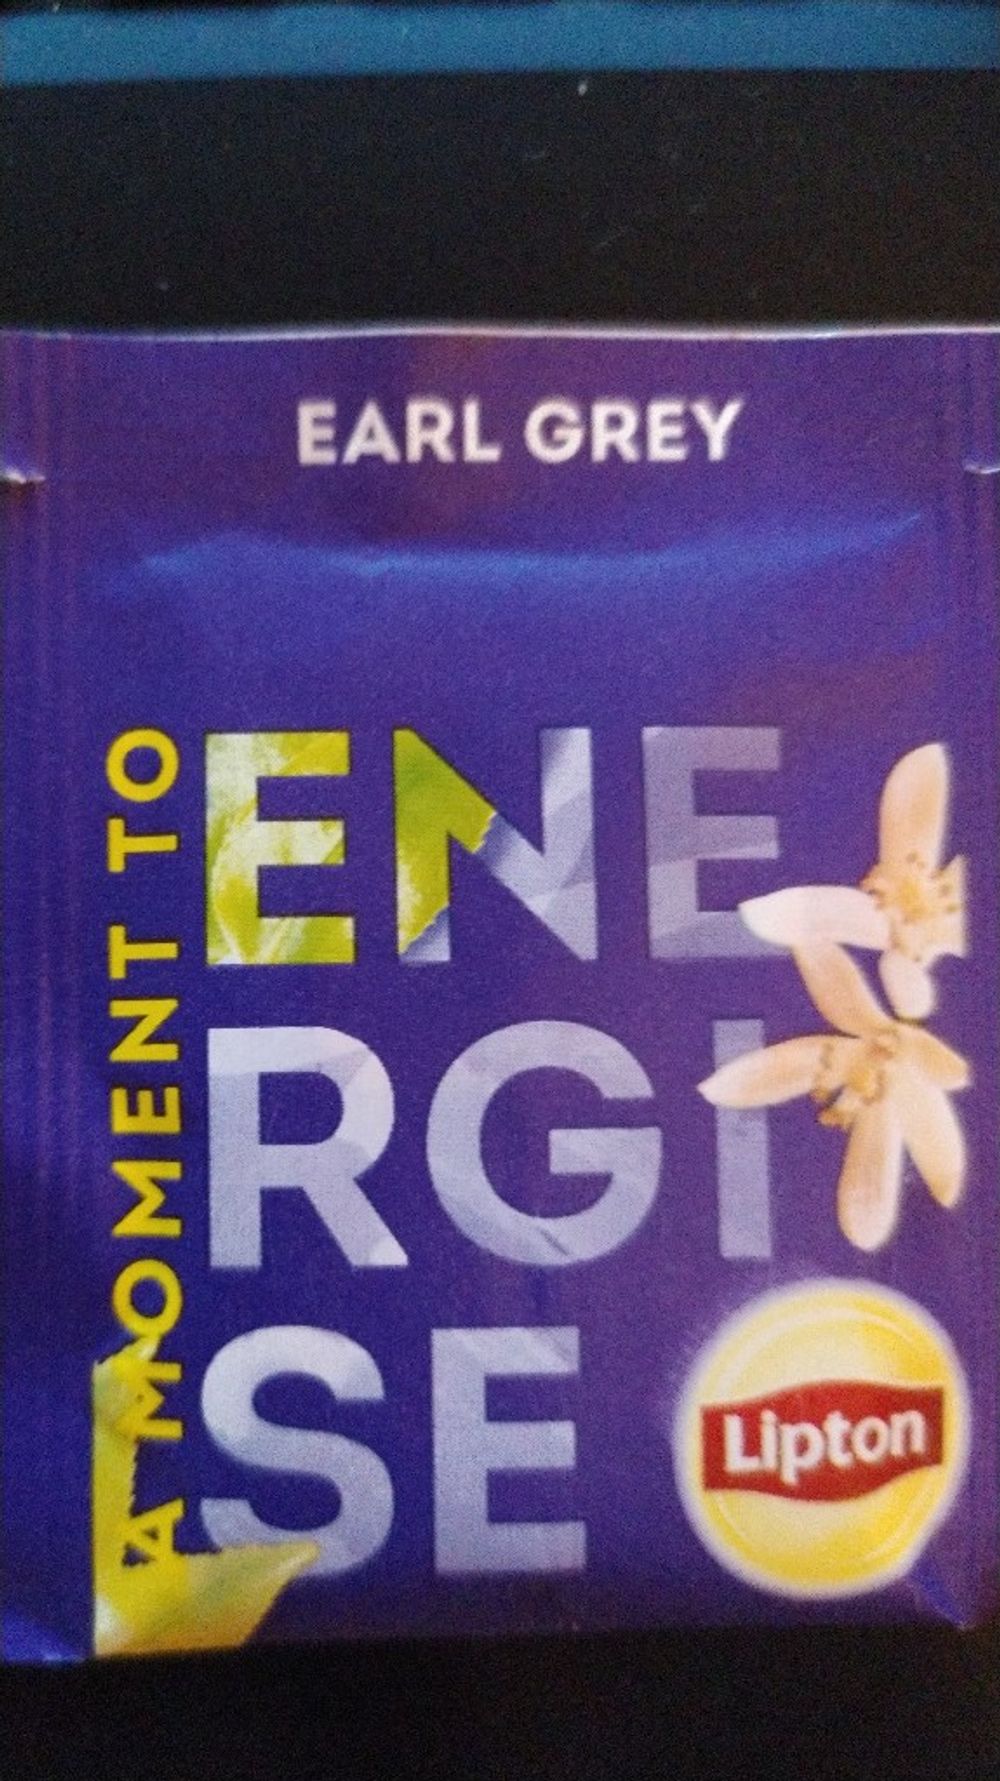 EARL GREY
A MOMENT TO
ENE
RGI
SE
Lipton